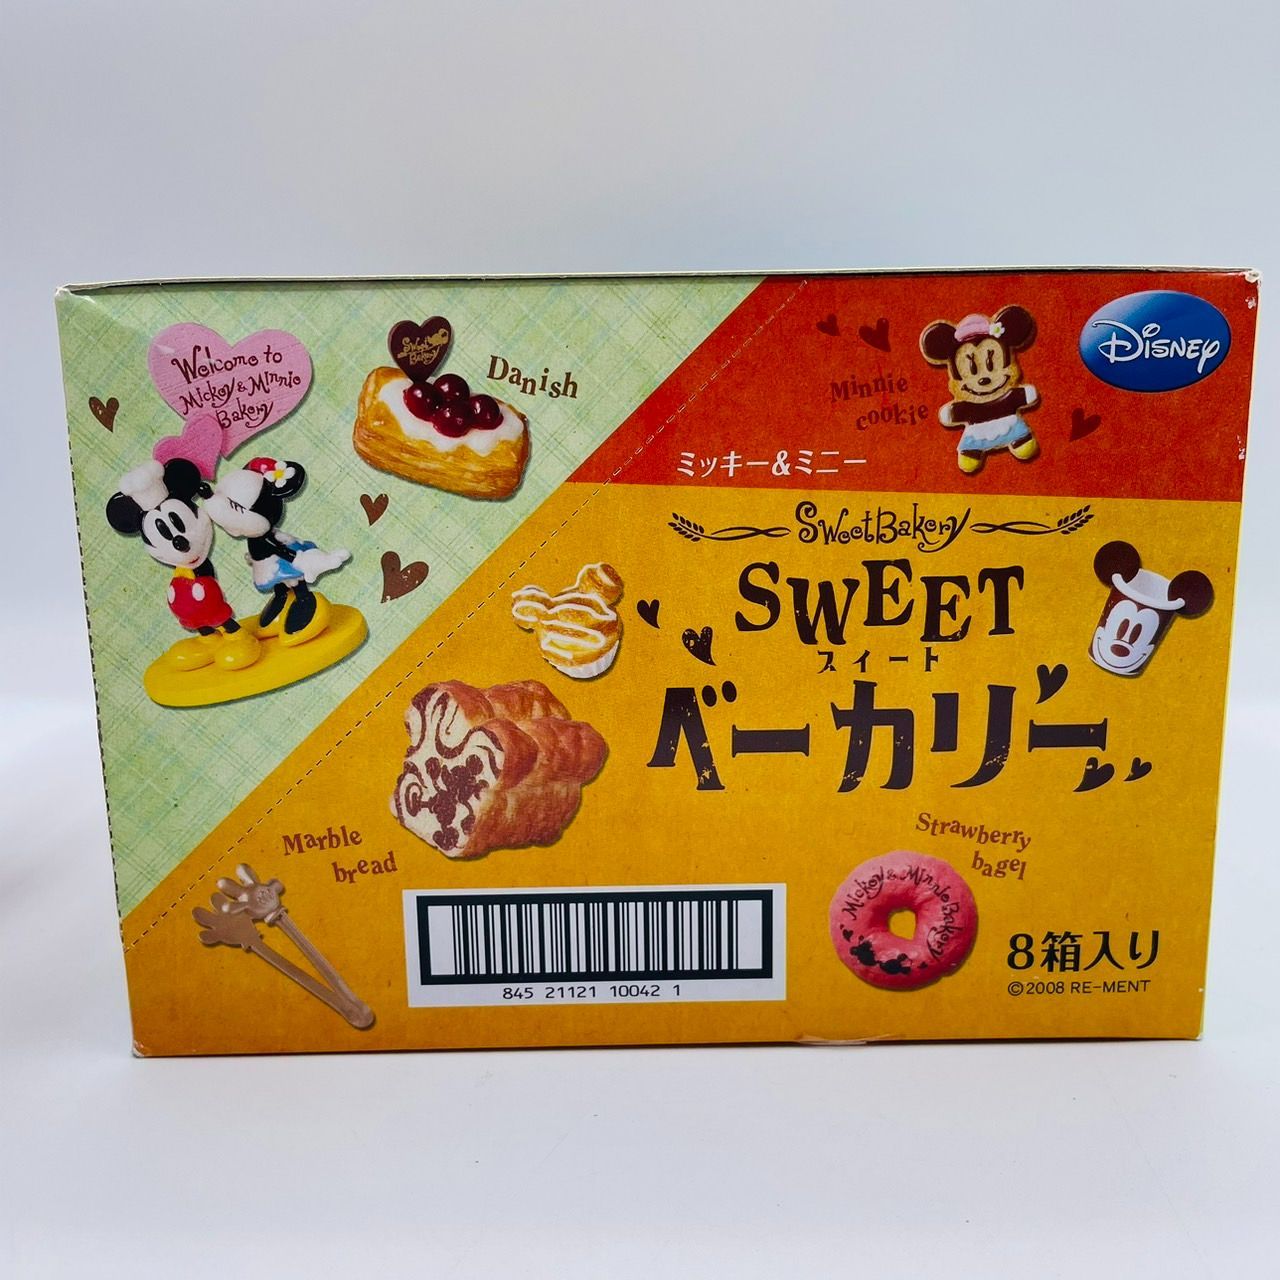 Welcome to
Mickey & Minnie
Bakery
Sweet
Bakery
Danish
Minnie
cookie
Disney
ミッキー&ミニー
Sweet Bakery
SWEET
スイート
ベーカリー
Marble
bread
Strawberry
bagel
Mickey & Minnie Bakery
845 21121 10042 1
8箱入り
©2008 RE-MENT